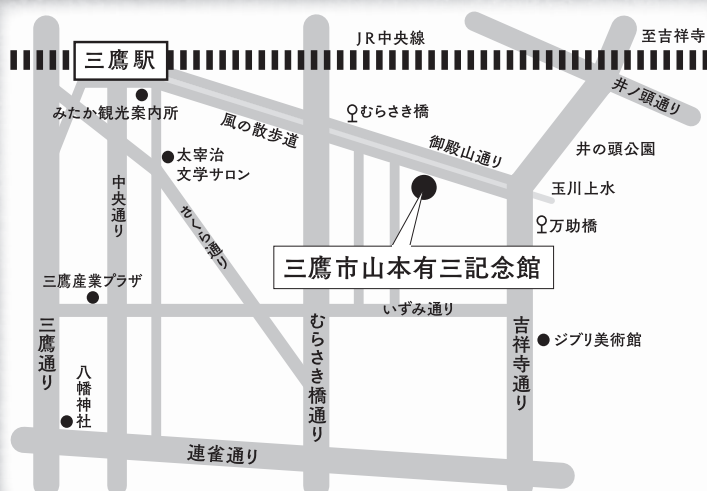 JR中央線
至吉祥寺
三鷹駅
井ノ頭通り
みたか観光案内所
むらさき橋
風の散歩道
御殿山通り
井の頭公園
太宰治
文学サロン
玉川上水
中央通り
さくら通り
万助橋
三鷹市山本有三記念館
三鷹産業プラザ
いずみ通り
三鷹通り
むらさき橋通り
吉祥寺通り
ジブリ美術館
八幡神社
連雀通り